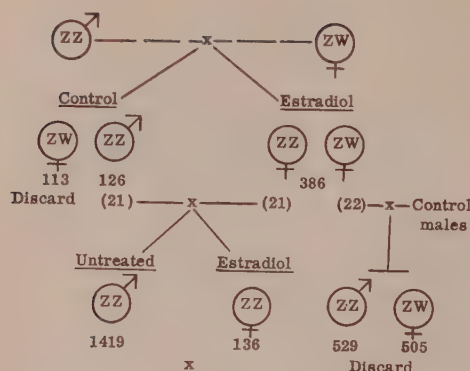 ZZ — x — ZW
Control Estradiol
ZW ZZ ZZ ZW
113 126 386
Discard (21) — x — (21) (22) — x — Control
males
Untreated Estradiol
ZZ ZZ ZZ ZW
1419 136 529 505
x Discard